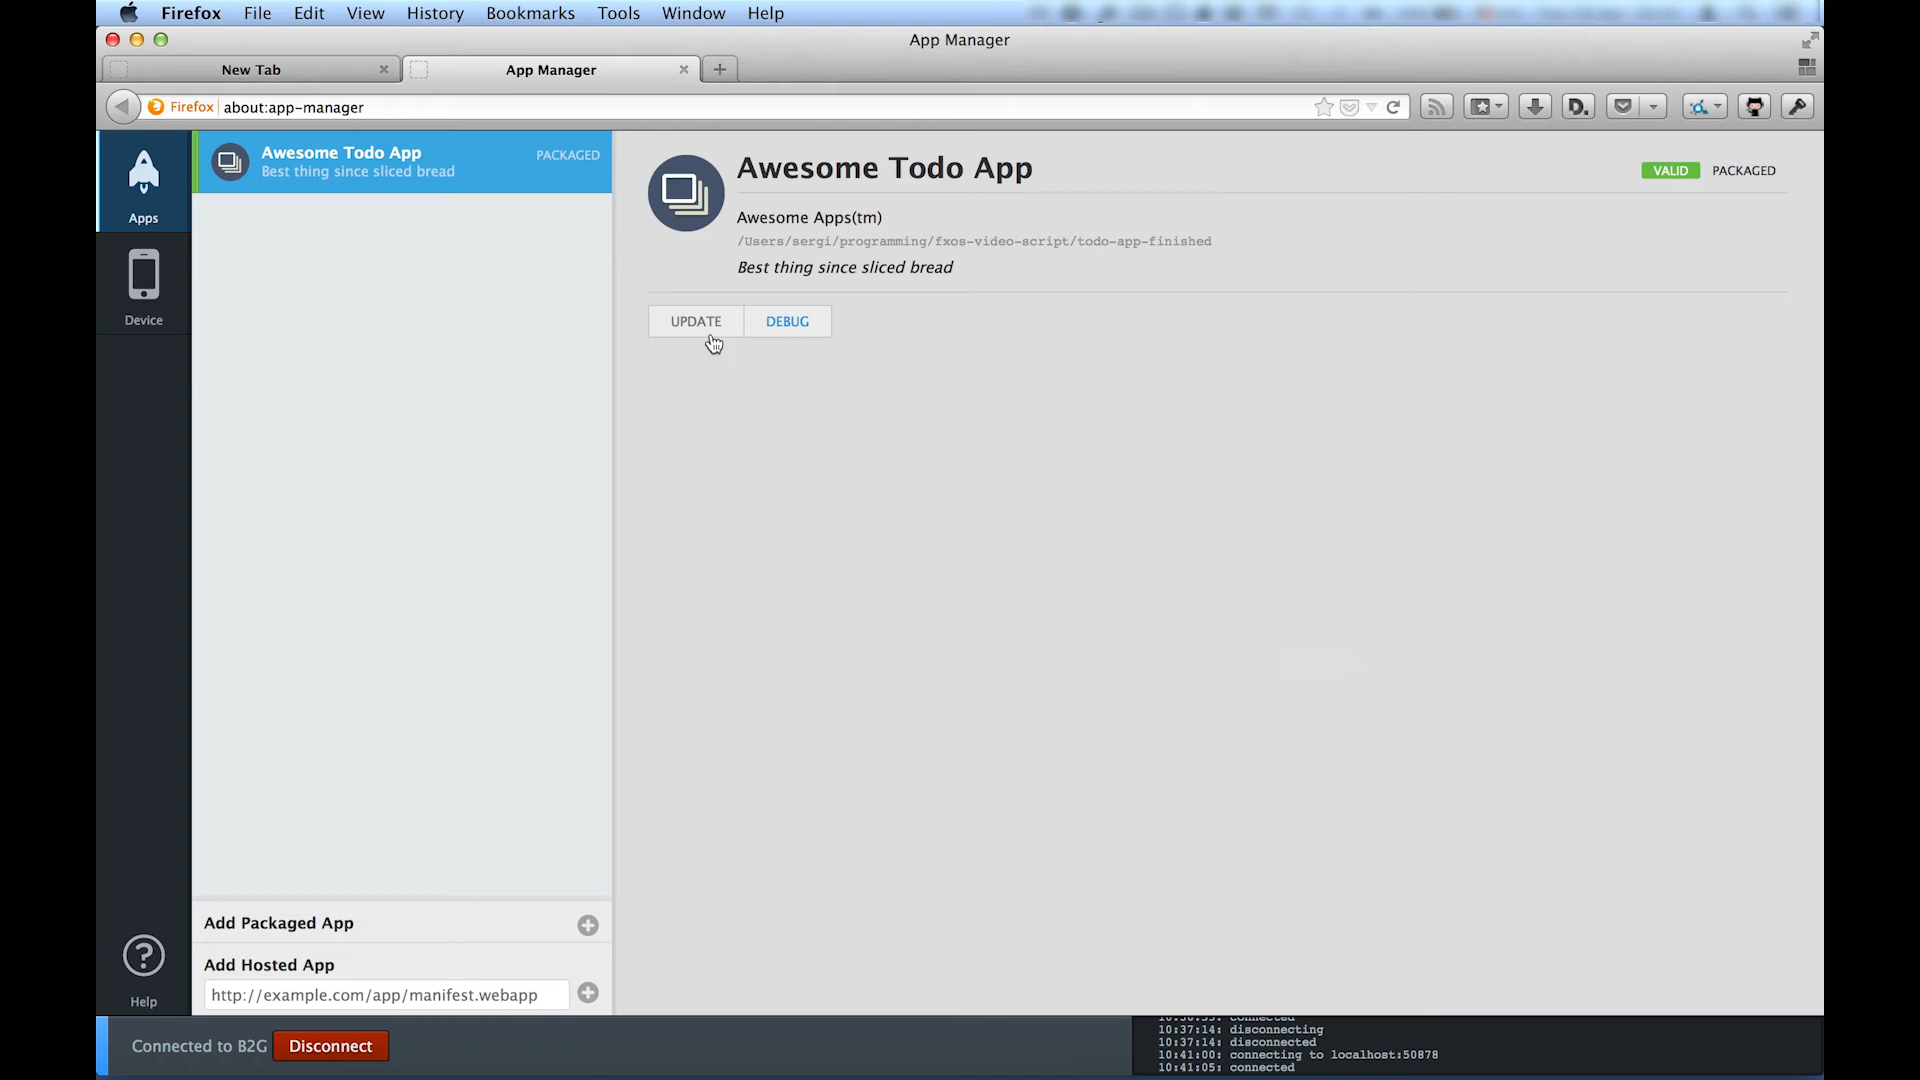 Firefox File Edit View History Bookmarks Tools Window Help
App Manager
New Tab
App Manager
Firefox about:app-manager
D.
Apps
Device
Help
Awesome Todo App
PACKAGED
Best thing since sliced bread
Awesome Todo App
VALID PACKAGED
Awesome Apps(tm)
/Users/sergi/programming/fxos-video-script/todo-app-finished
Best thing since sliced bread
UPDATE DEBUG
Add Packaged App
Add Hosted App
http://example.com/app/manifest.webapp
Connected to B2G Disconnect
connected
10:37:14: disconnecting
10:37:14: disconnected
10:41:00: connecting to localhost:50878
10:41:05: connected